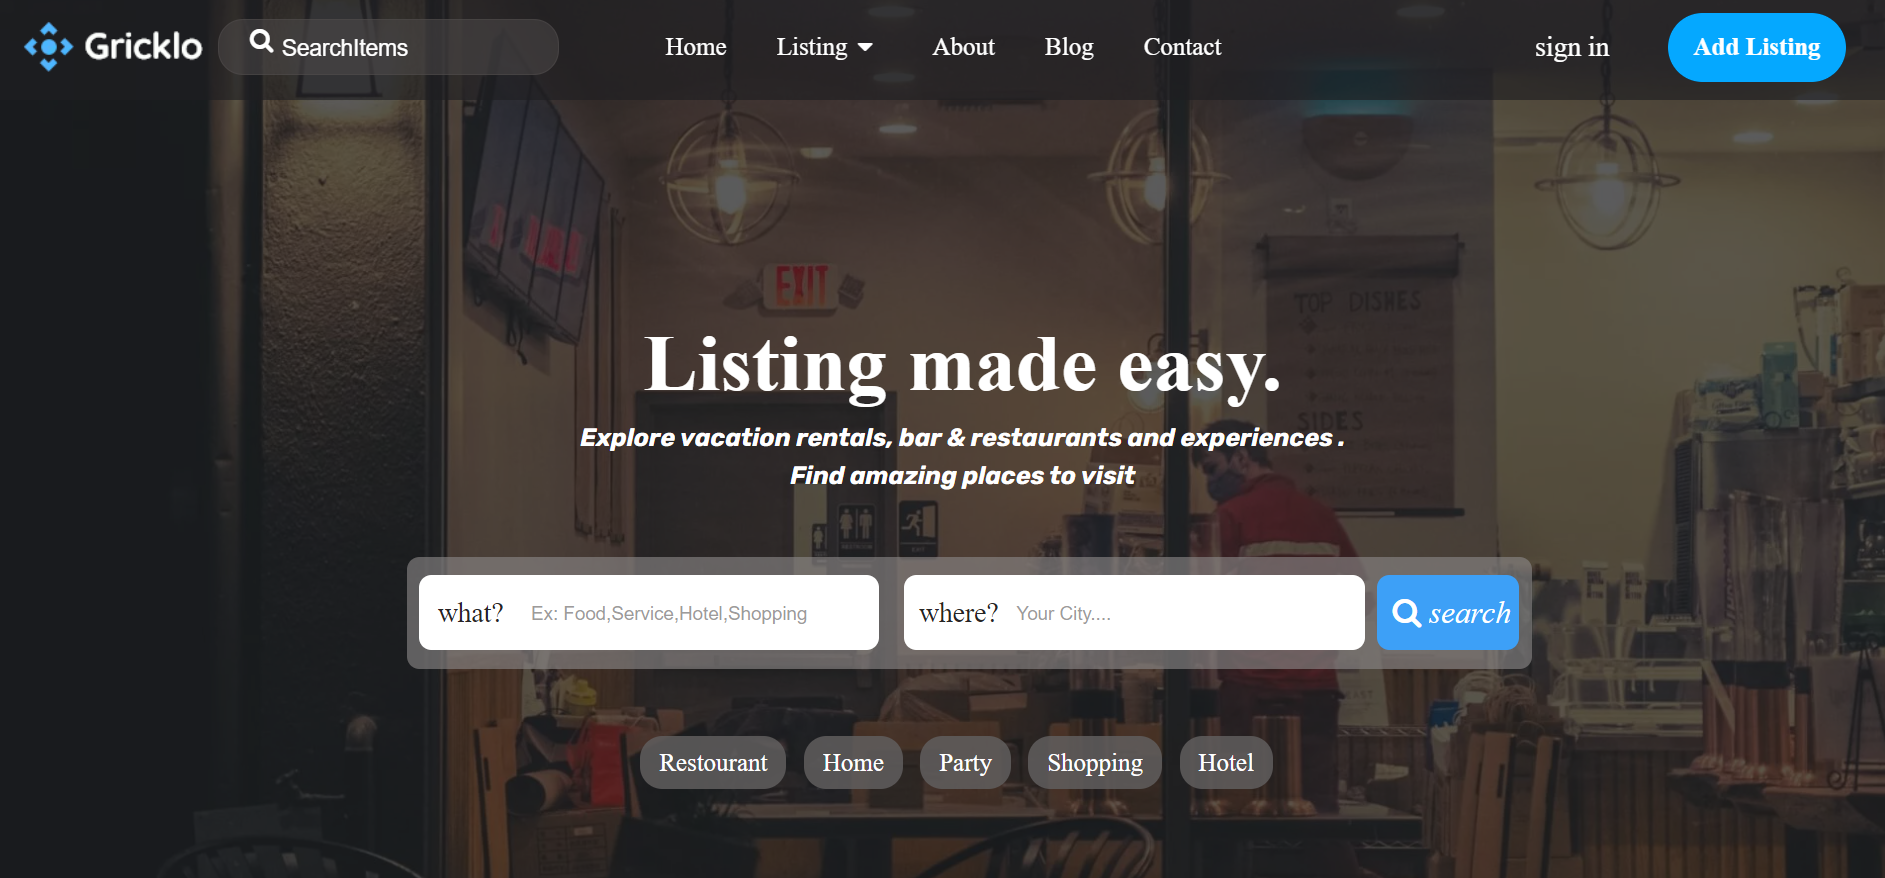 Gricklo
SearchItems
Home
Listing
About
Blog
Contact
sign in
Add Listing
EXIT
TOP DISHES
Listing made easy.
SIDES
Explore vacation rentals, bar & restaurants and experiences .
Find amazing places to visit
what?
Ex: Food,Service,Hotel,Shopping
where?
Your City....
search
Restourant
Home
Party
Shopping
Hotel